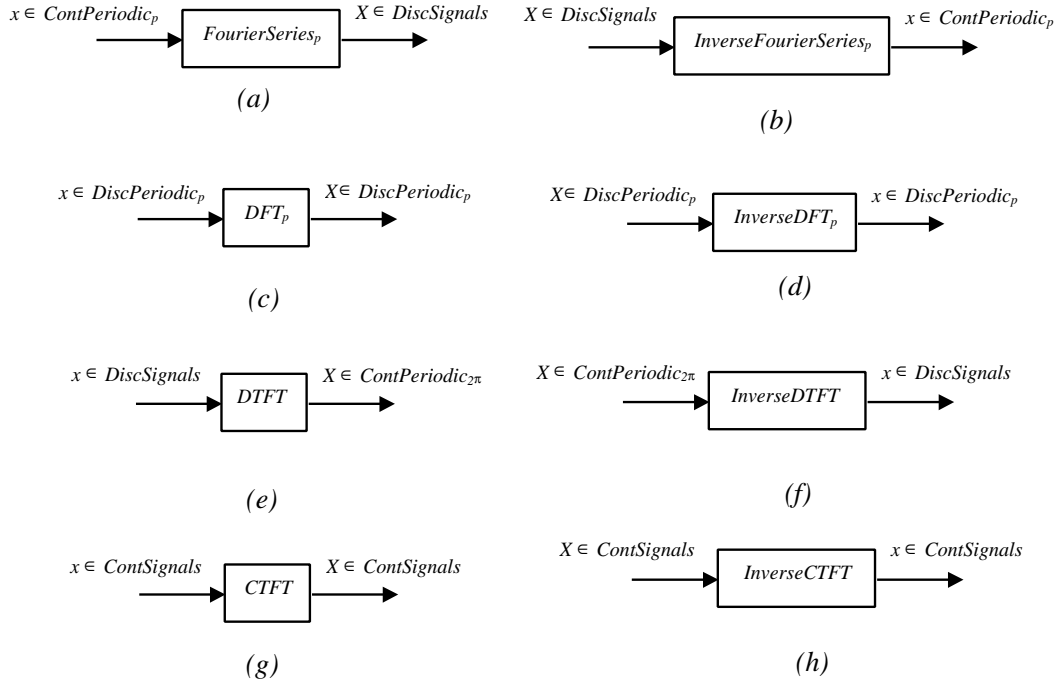 x ∈ ContPeriodicₚ
FourierSeriesₚ
X ∈ DiscSignals
(a)
X ∈ DiscSignals
InverseFourierSeriesₚ
x ∈ ContPeriodicₚ
(b)
x ∈ DiscPeriodicₚ
DFTₚ
X ∈ DiscPeriodicₚ
(c)
X ∈ DiscPeriodicₚ
InverseDFTₚ
x ∈ DiscPeriodicₚ
(d)
x ∈ DiscSignals
DTFT
X ∈ ContPeriodic₂π
(e)
X ∈ ContPeriodic₂π
InverseDTFT
x ∈ DiscSignals
(f)
x ∈ ContSignals
CTFT
X ∈ ContSignals
(g)
X ∈ ContSignals
InverseCTFT
x ∈ ContSignals
(h)